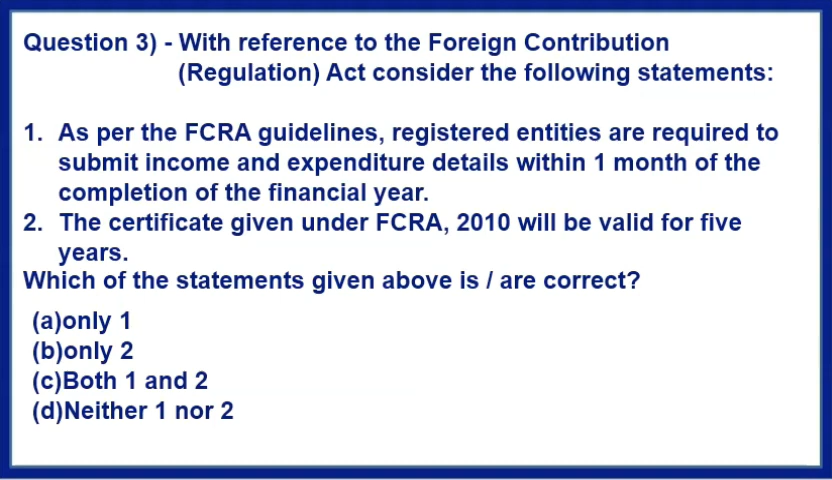 Question 3) - With reference to the Foreign Contribution
(Regulation) Act consider the following statements:
1. As per the FCRA guidelines, registered entities are required to
submit income and expenditure details within 1 month of the
completion of the financial year.
2. The certificate given under FCRA, 2010 will be valid for five
years.
Which of the statements given above is / are correct?
(a)only 1
(b)only 2
(c)Both 1 and 2
(d)Neither 1 nor 2